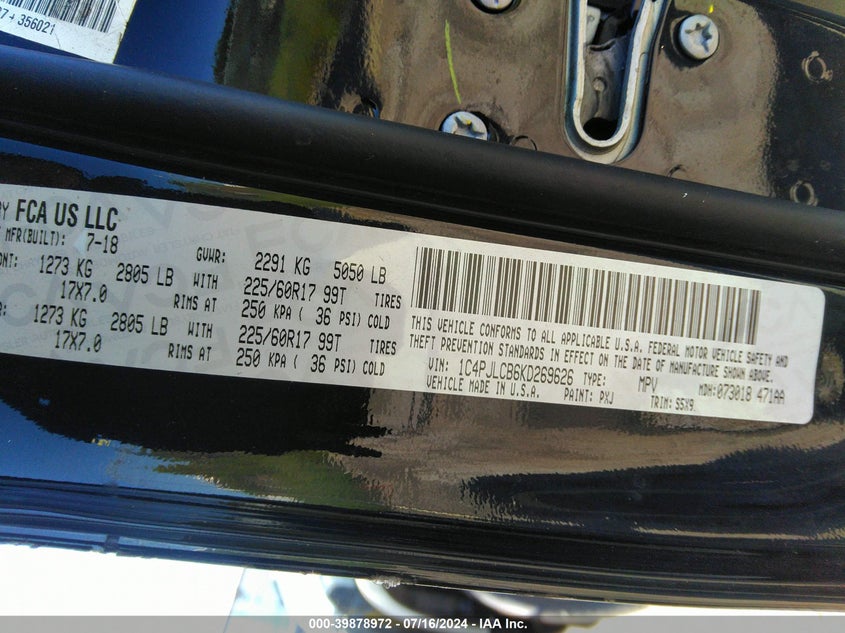 7+ 356021
BY FCA US LLC
MFR(BUILT): 7-18 GVWR: 2291 KG 5050 LB
ONT: 1273 KG 2805 LB WITH 225/60R17 99T TIRES
17X7.0 RIMS AT 250 KPA ( 36 PSI) COLD
R: 1273 KG 2805 LB WITH 225/60R17 99T TIRES
17X7.0 RIMS AT 250 KPA ( 36 PSI) COLD
THIS VEHICLE CONFORMS TO ALL APPLICABLE U.S.A. FEDERAL MOTOR VEHICLE SAFETY AND
THEFT PREVENTION STANDARDS IN EFFECT ON THE DATE OF MANUFACTURE SHOWN ABOVE.
VIN: 1C4PJLCB6KD269626 TYPE: MPV MDH:073018 471AA
VEHICLE MADE IN U.S.A. PAINT: PXJ TRIM: S5X9
000-39878972 / 07/16/2024 - IAA Inc.